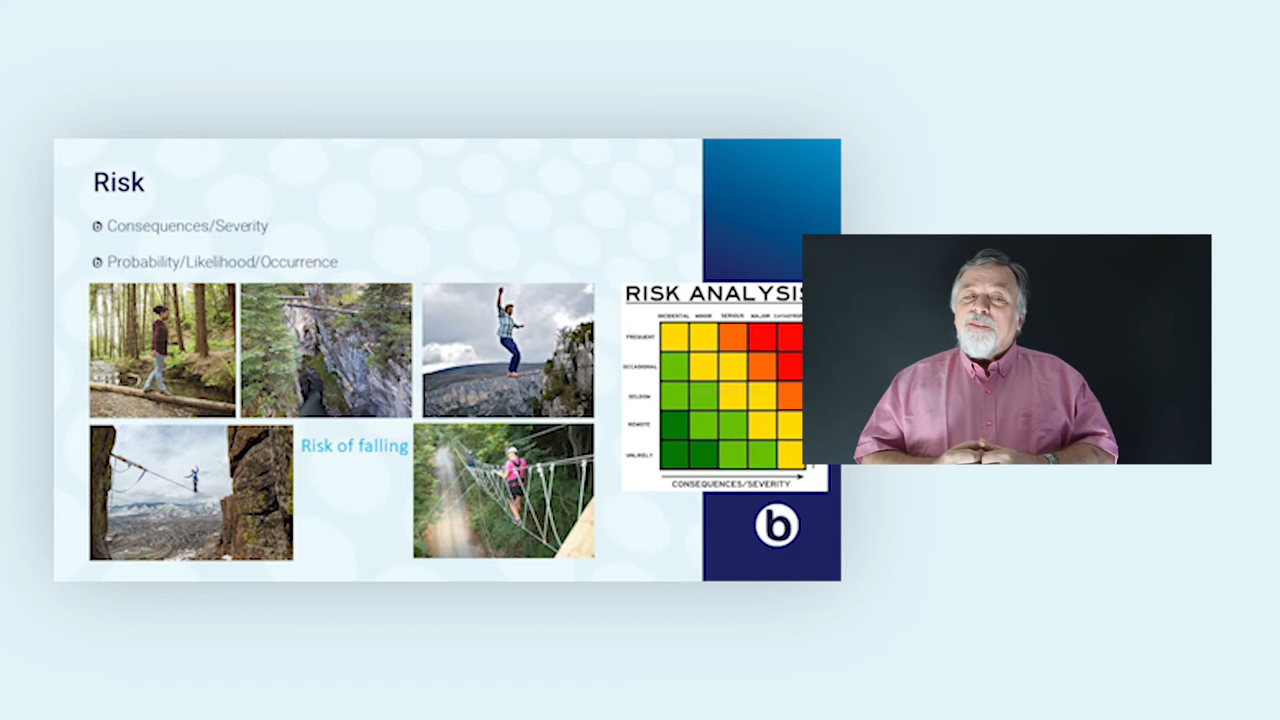 Risk
Consequences/Severity
Probability/Likelihood/Occurrence
Risk of falling
RISK ANALYSIS
INCIDENTAL MINOR SERIOUS MAJOR
FREQUENT
OCCASIONAL
SELDOM
REMOTE
UNLIKELY
CONSEQUENCES/SEVERITY
b